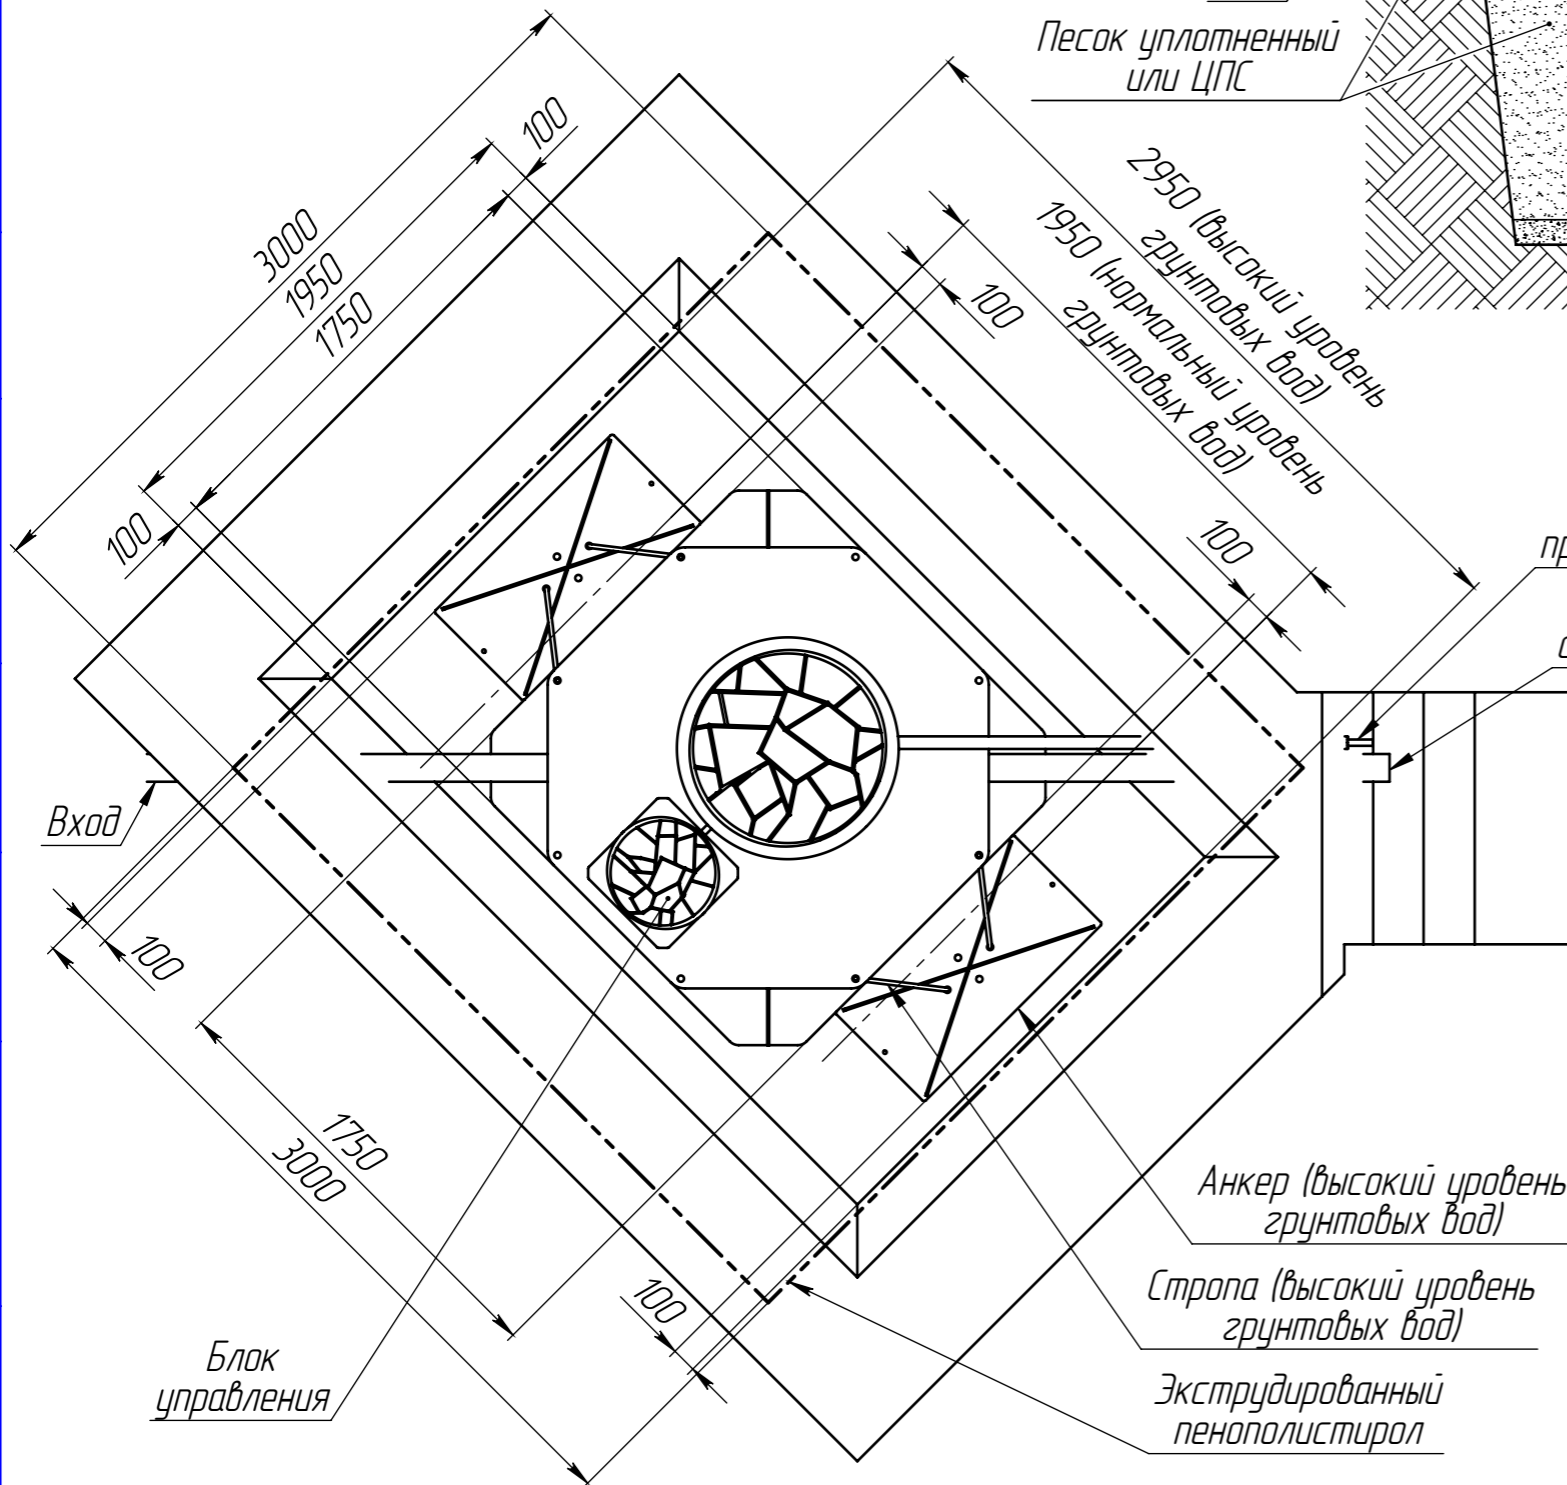 Песок уплотненный
или ЦПС
100
3000
1950
1750
100
2950 (высокий уровень
грунтовых вод)
1950 (нормальный уровень
грунтовых вод)
100
100
Вход
100
1750
3000
100
Анкер (высокий уровень
грунтовых вод)
Стропа (высокий уровень
грунтовых вод)
Экструдированный
пенополистирол
Блок
управления